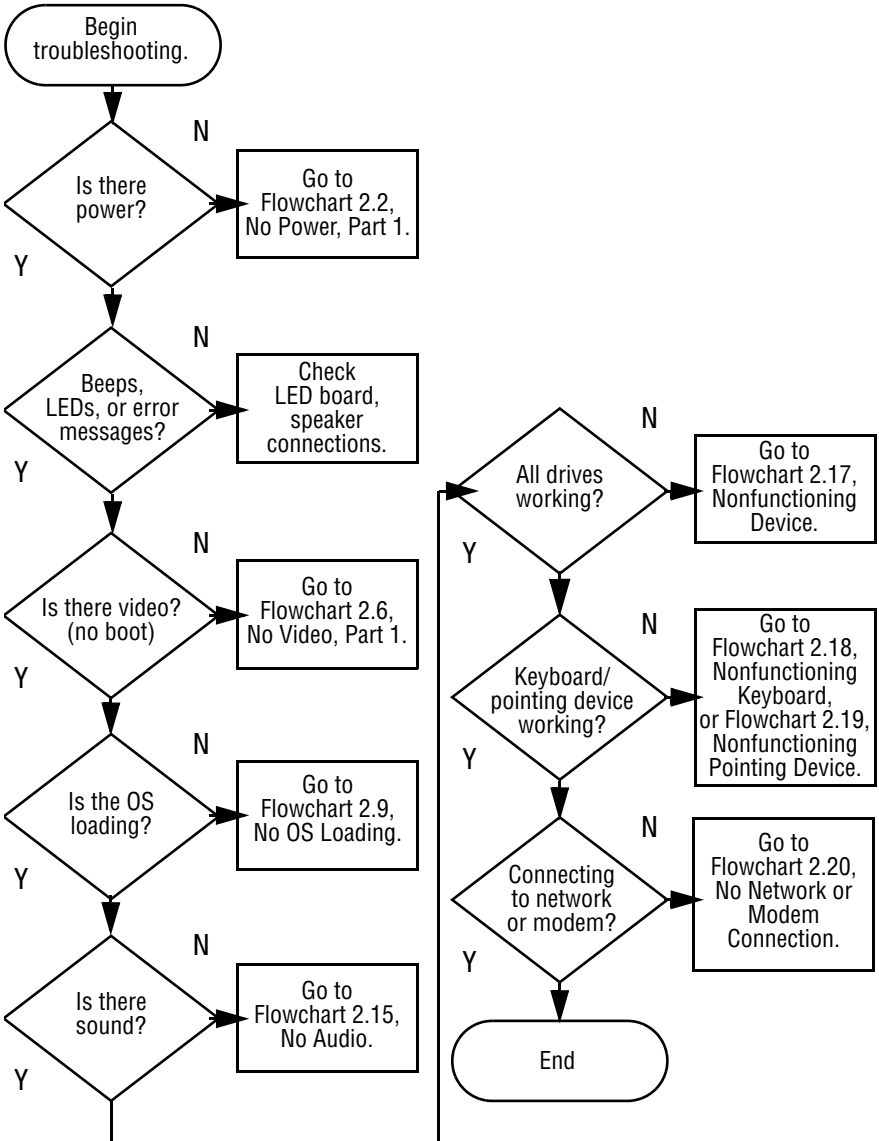 Begin
troubleshooting.
N
Is there
power?
Go to
Flowchart 2.2,
No Power, Part 1.
Y
N
Beeps,
LEDs, or error
messages?
Check
LED board,
speaker
connections.
Y
N
Is there video?
(no boot)
Go to
Flowchart 2.6,
No Video, Part 1.
Y
N
Is the OS
loading?
Go to
Flowchart 2.9,
No OS Loading.
Y
N
Is there
sound?
Go to
Flowchart 2.15,
No Audio.
Y
N
All drives
working?
Go to
Flowchart 2.17,
Nonfunctioning
Device.
Y
N
Keyboard/
pointing device
working?
Go to
Flowchart 2.18,
Nonfunctioning
Keyboard,
or Flowchart 2.19,
Nonfunctioning
Pointing Device.
Y
N
Connecting
to network
or modem?
Go to
Flowchart 2.20,
No Network or
Modem
Connection.
Y
End